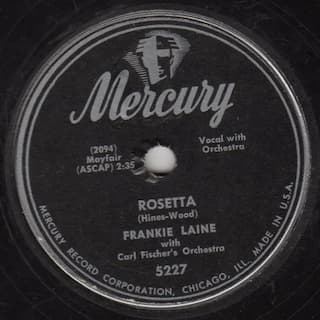 Mercury
(2094)
Mayfair
(ASCAP) 2:35
Vocal with
Orchestra
ROSETTA
(Hines-Wood)
FRANKIE LAINE
with
Carl Fischer's Orchestra
5227
MERCURY RECORD CORPORATION, CHICAGO, ILL. MADE IN U.S.A.